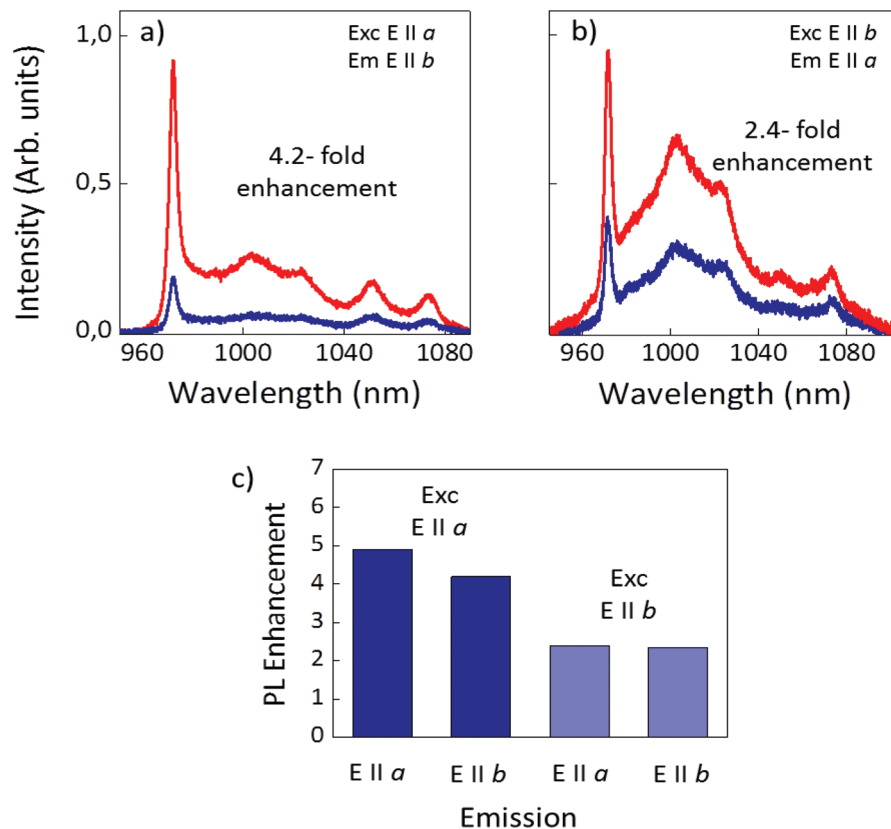 a)
Exc E II a
Em E II b
4.2- fold
enhancement
1,0
0,5
0,0
Intensity (Arb. units)
960 1000 1040 1080
Wavelength (nm)
b)
Exc E II b
Em E II a
2.4- fold
enhancement
960 1000 1040 1080
Wavelength (nm)
c)
Exc
E II a
Exc
E II b
7
6
5
4
3
2
1
0
PL Enhancement
E II a E II b E II a E II b
Emission